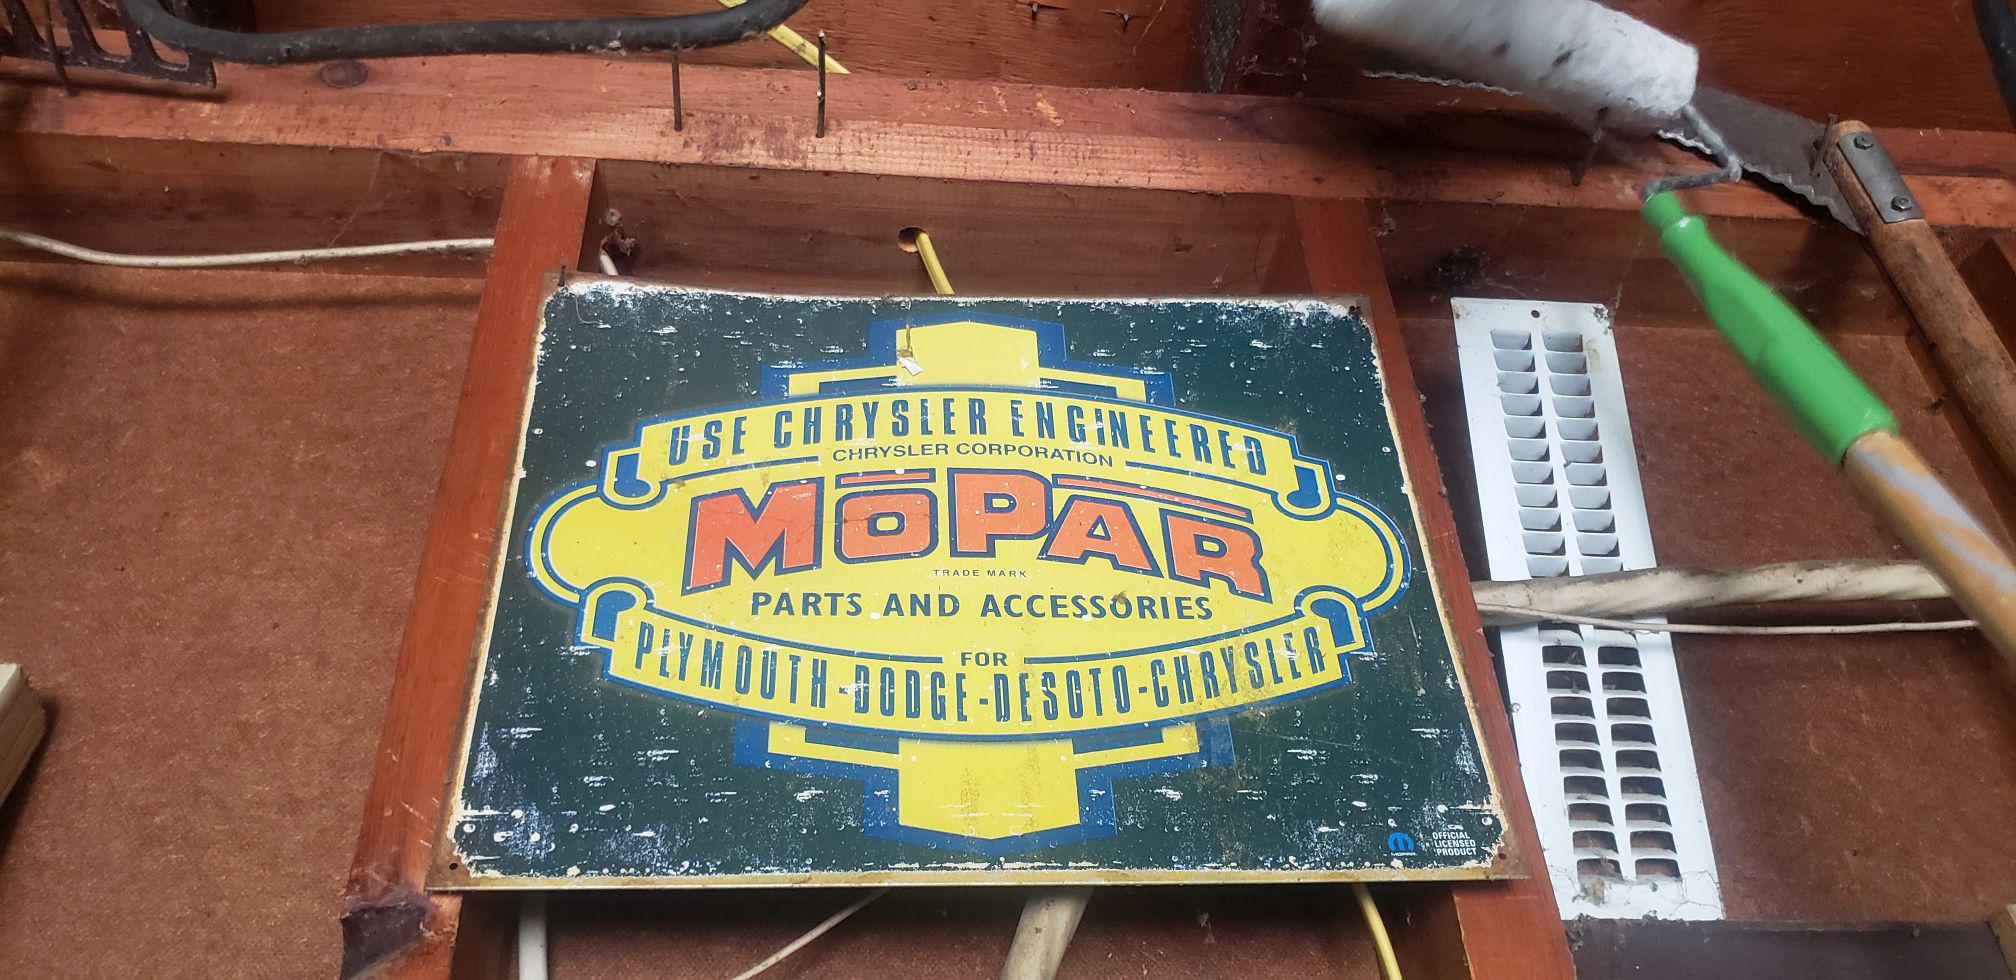 USE CHRYSLER ENGINEERED
CHRYSLER CORPORATION
MOPAR
TRADE MARK
PARTS AND ACCESSORIES
FOR
PLYMOUTH-DODGE-DESOTO-CHRYSLER
OFFICIAL
LICENSED
PRODUCT